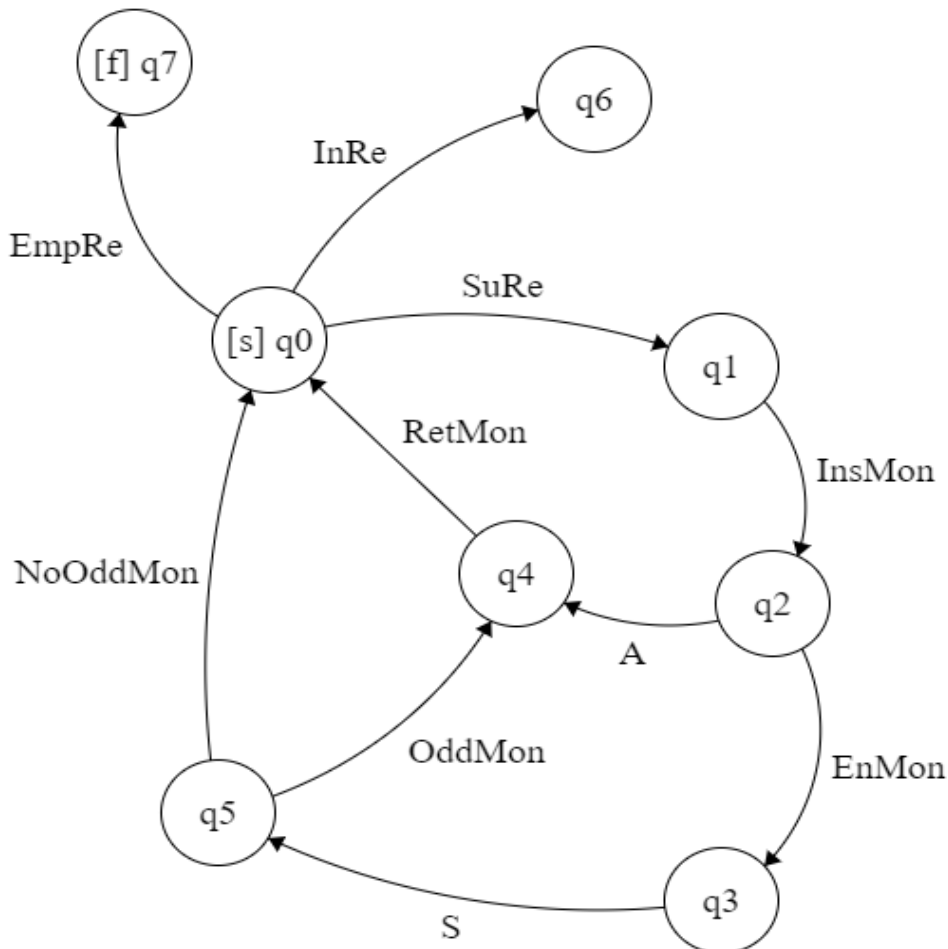 [f] q7
q6
InRe
EmpRe
SuRe
[s] q0
q1
RetMon
InsMon
NoOddMon
q4
q2
A
OddMon
EnMon
q5
q3
S